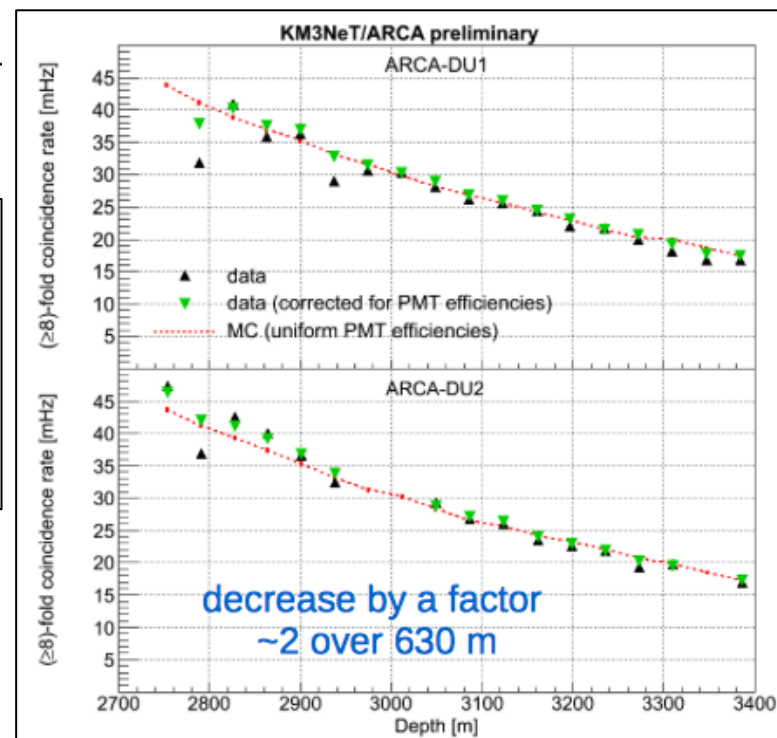 KM3NeT/ARCA preliminary
ARCA-DU1
(≥8)-fold coincidence rate [mHz]
45
40
35
30
25
20
15
10
5
data
data (corrected for PMT efficiencies)
MC (uniform PMT efficiencies)
ARCA-DU2
(≥8)-fold coincidence rate [mHz]
45
40
35
30
25
20
15
10
5
decrease by a factor
~2 over 630 m
2700 2800 2900 3000 3100 3200 3300 3400
Depth [m]